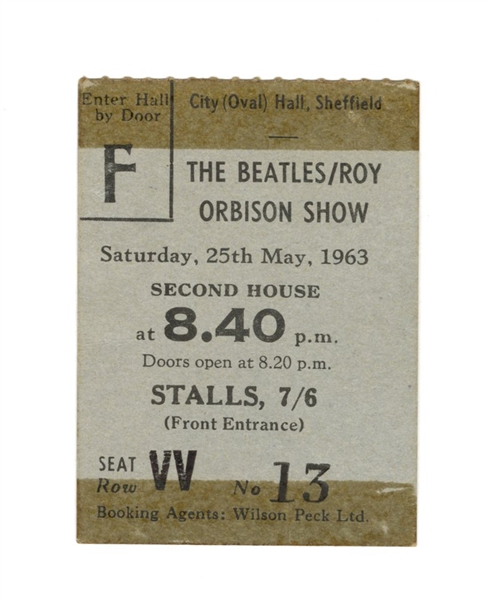 Enter Hall
by Door
F
City (Oval) Hall, Sheffield
THE BEATLES/ROY
ORBISON SHOW
Saturday, 25th May, 1963
SECOND HOUSE
at 8.40 p.m.
Doors open at 8.20 p.m.
STALLS, 7/6
(Front Entrance)
SEAT
Row VV No 13
Booking Agents: Wilson Peck Ltd.